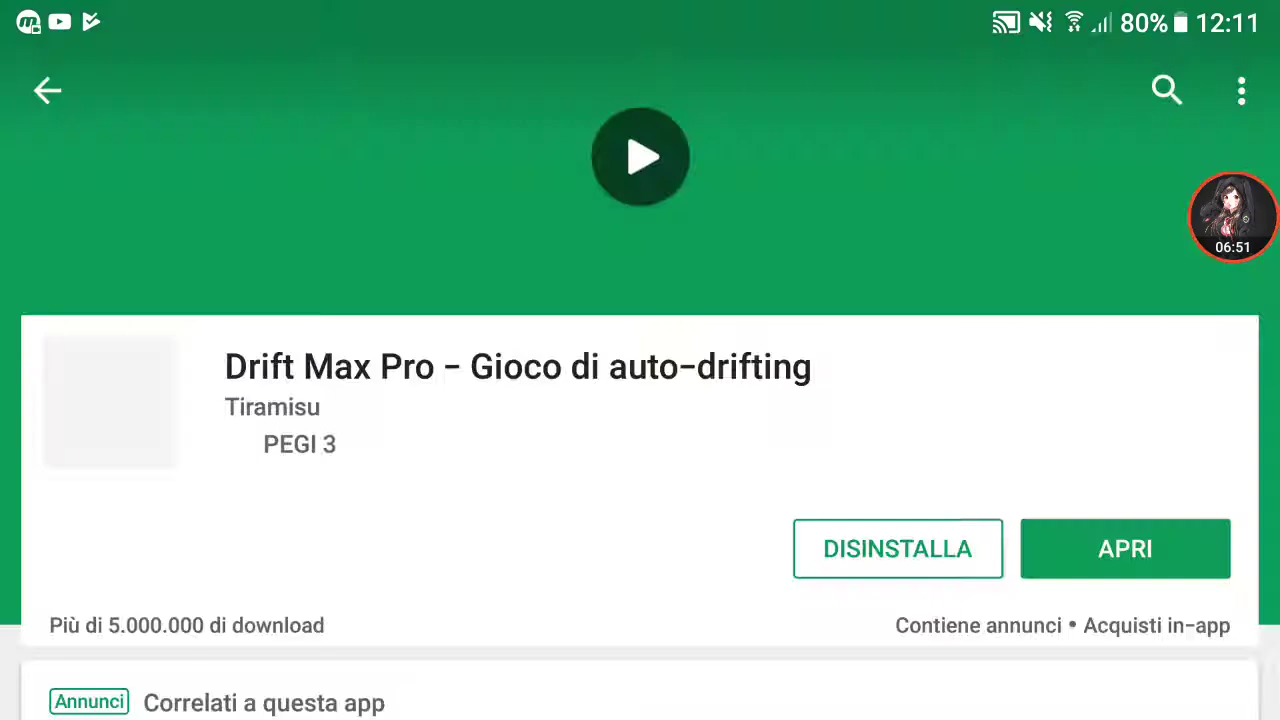 80% 12:11
06:51
Drift Max Pro - Gioco di auto-drifting
Tiramisu
PEGI 3
DISINSTALLA APRI
Più di 5.000.000 di download Contiene annunci • Acquisti in-app
Annunci Correlati a questa app